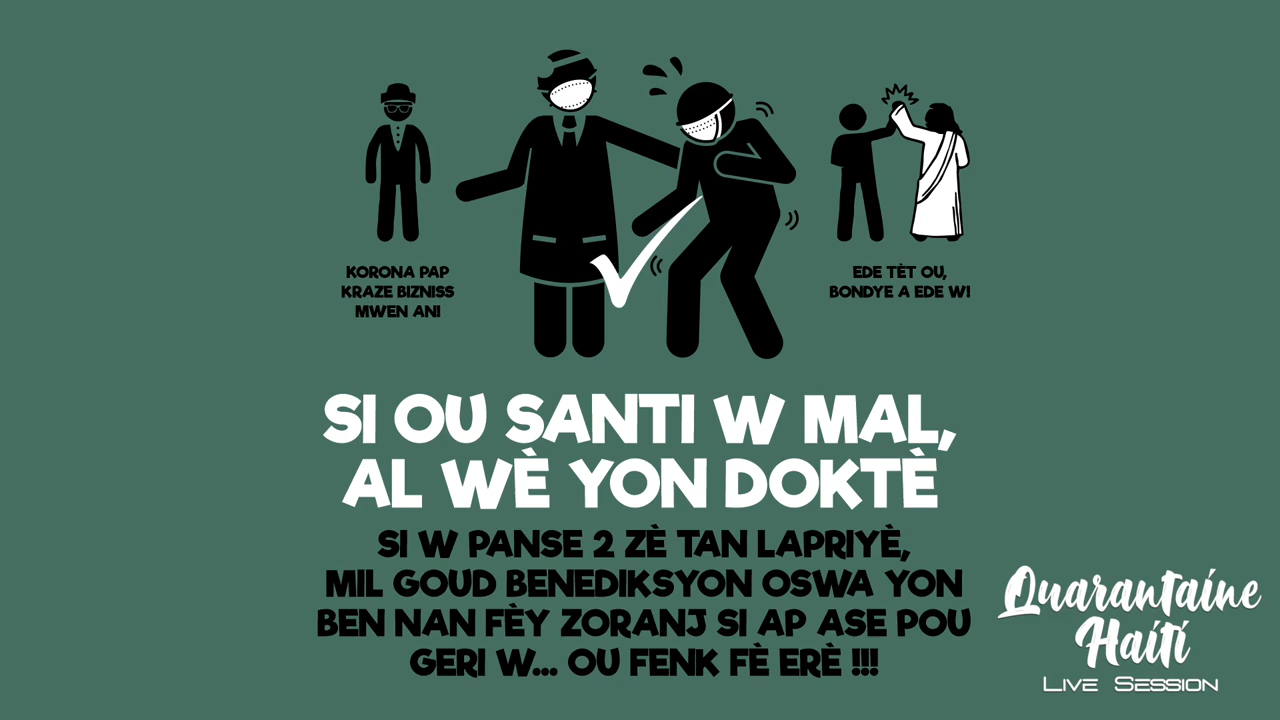 KORONA PAP
KRAZE BIZNISS
MWEN AN!
EDE TÈT OU,
BONDYE A EDE W!
SI OU SANTI W MAL,
AL WÈ YON DOKTÈ
SI W PANSE 2 ZÈ TAN LAPRIYÈ,
MIL GOUD BENEDIKSYON OSWA YON
BEN NAN FÈY ZORANJ SI AP ASE POU
GERI W... OU FENK FÈ ERÈ !!!
Quarantaine
Haïti
LIVE SESSION